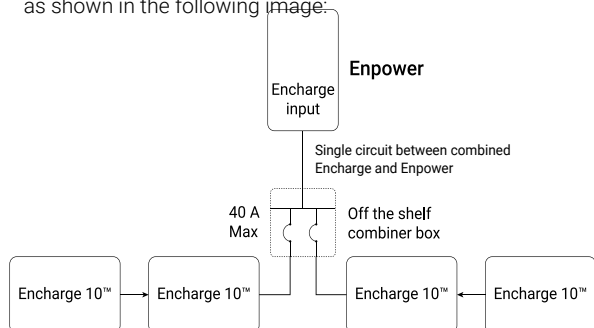 as shown in the following image:
Enpower
Encharge
input
Single circuit between combined
Encharge and Enpower
40 A
Max
Off the shelf
combiner box
Encharge 10™
Encharge 10™
Encharge 10™
Encharge 10™